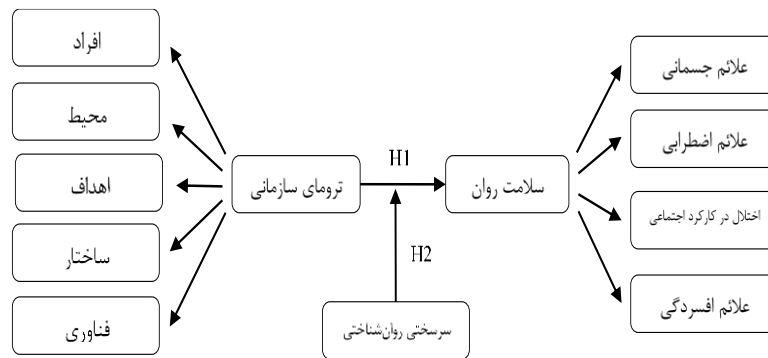 افراد
محیط
اهداف
ساختار
فناوری
ترومای سازمانی
H1
H2
سرسختی روان‌شناختی
سلامت روان
علائم جسمانی
علائم اضطرابی
اختلال در کارکرد اجتماعی
علائم افسردگی